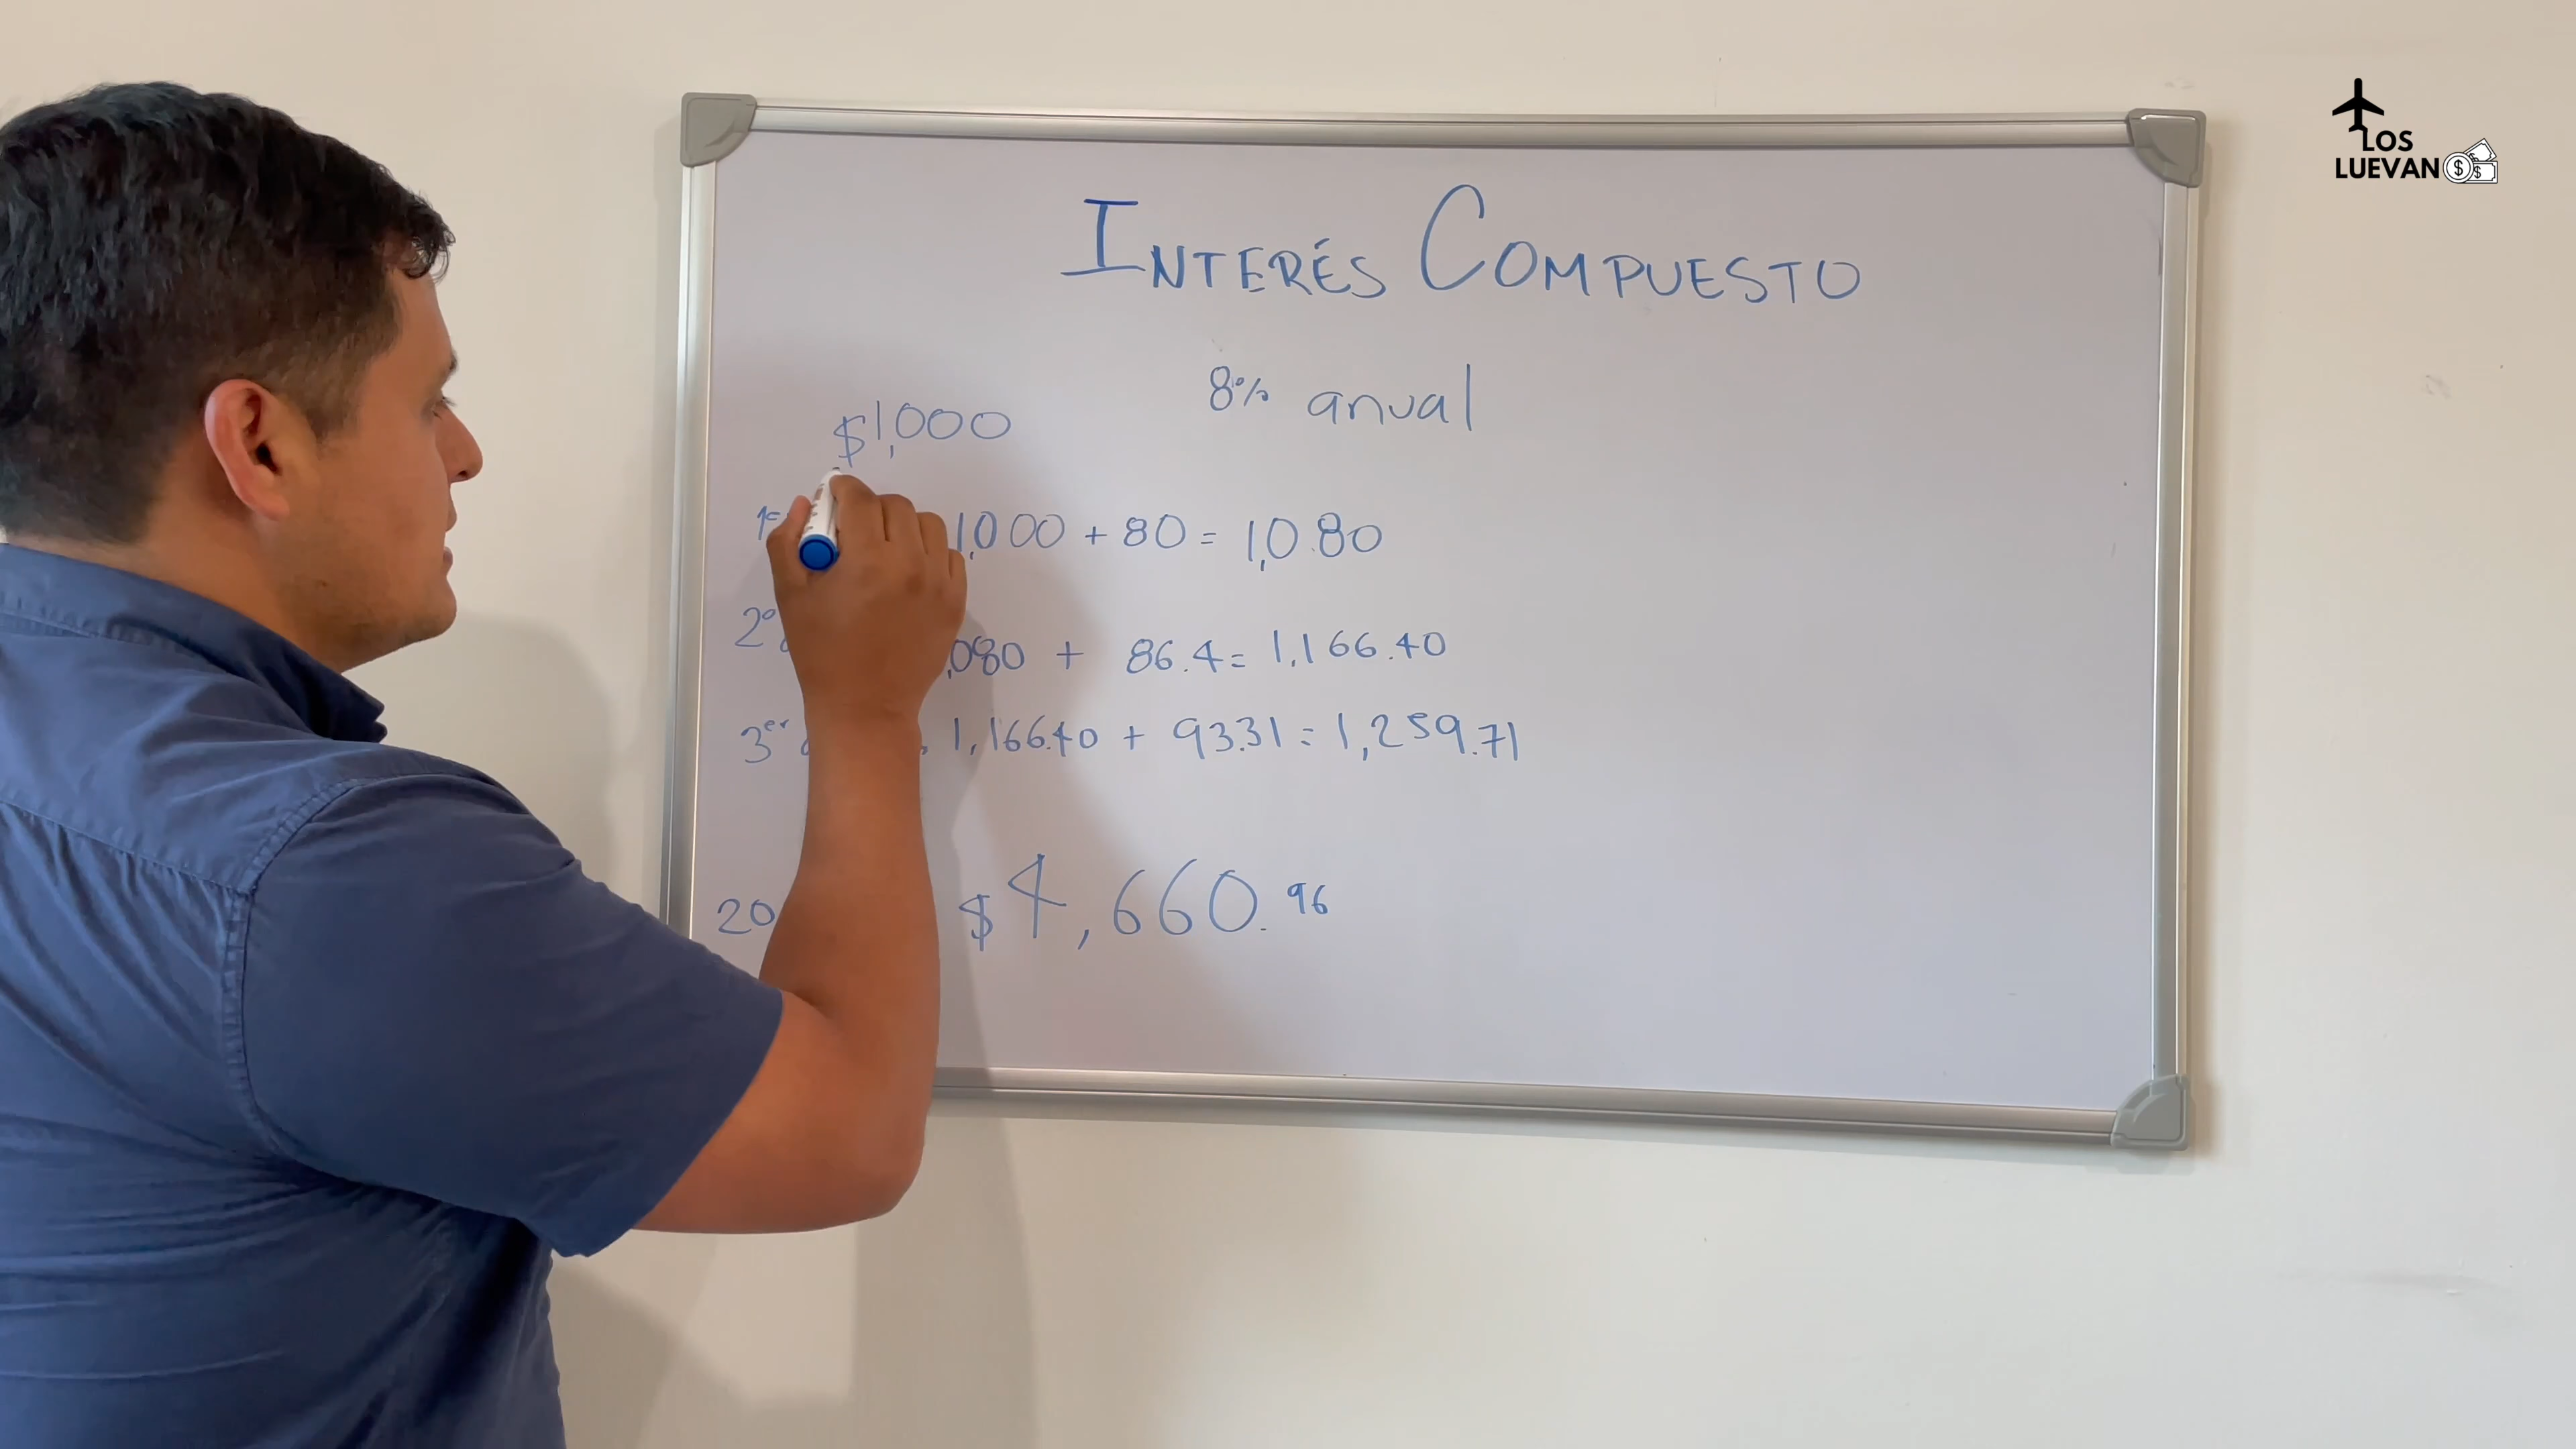 LOS
LUEVAN
INTERÉS COMPUESTO
8% anual
$1,000
1,000 + 80 = 1,080
2º ,080 + 86.4 = 1,166.40
3er 1,166.40 + 93.31 = 1,259.71
20 $4,660.96